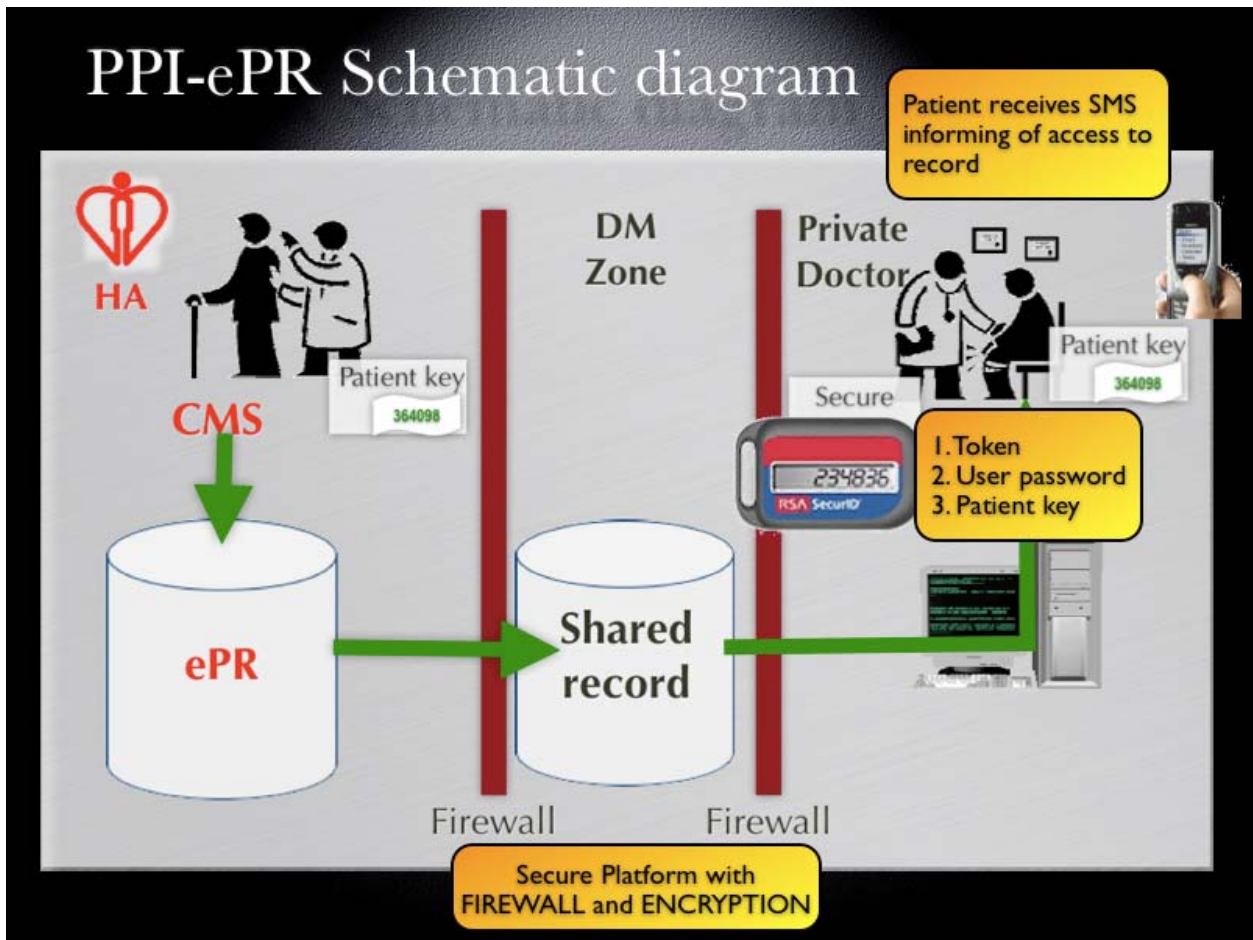 PPI-ePR Schematic diagram
Patient receives SMS
informing of access to
record
HA
DM
Zone
Private
Doctor
Patient key
364098
CMS
Patient key
364098
Secure
234836
RSA SecurID
1. Token
2. User password
3. Patient key
ePR
Shared
record
Firewall
Firewall
Secure Platform with
FIREWALL and ENCRYPTION